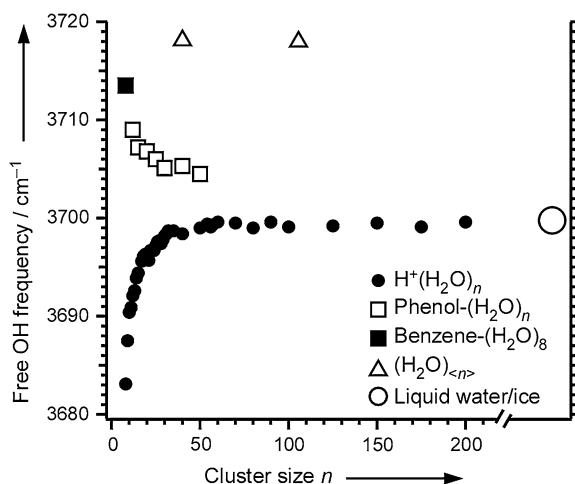 3720
3710
3700
3690
3680
Free OH frequency / cm⁻¹
H⁺(H₂O)ₙ
Phenol-(H₂O)ₙ
Benzene-(H₂O)₈
(H₂O)<n>
Liquid water/ice
0 50 100 150 200
Cluster size n